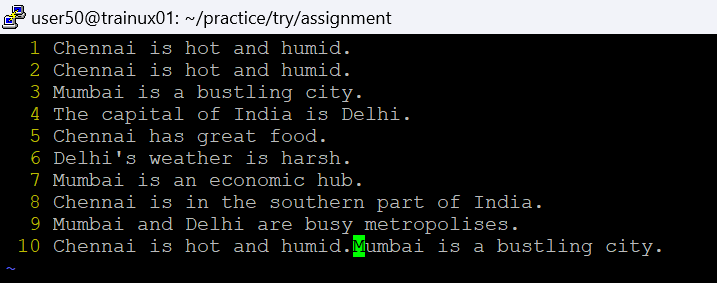 user50@trainux01: ~/practice/try/assignment
1 Chennai is hot and humid.
2 Chennai is hot and humid.
3 Mumbai is a bustling city.
4 The capital of India is Delhi.
5 Chennai has great food.
6 Delhi's weather is harsh.
7 Mumbai is an economic hub.
8 Chennai is in the southern part of India.
9 Mumbai and Delhi are busy metropolises.
10 Chennai is hot and humid.Mumbai is a bustling city.
~